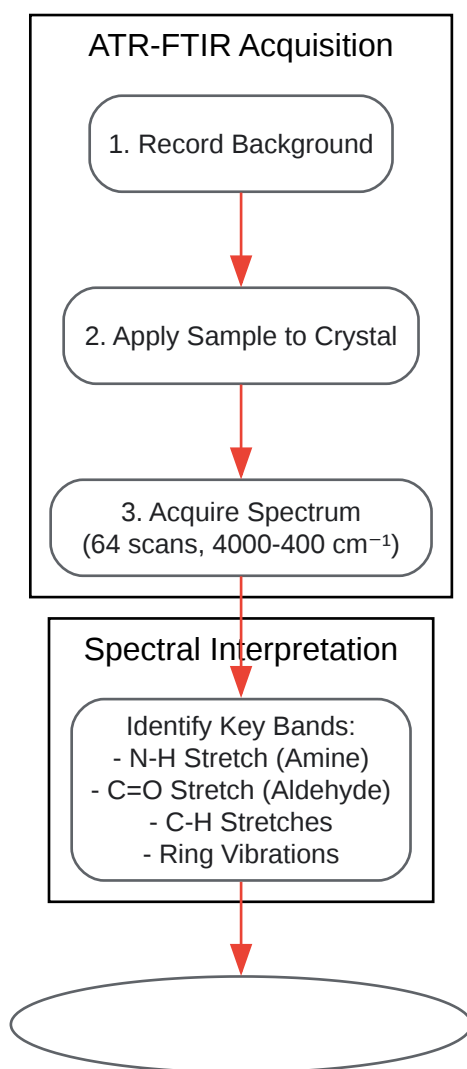 ATR-FTIR Acquisition
1. Record Background
2. Apply Sample to Crystal
3. Acquire Spectrum
(64 scans, 4000-400 cm⁻¹)
Spectral Interpretation
Identify Key Bands:
- N-H Stretch (Amine)
- C=O Stretch (Aldehyde)
- C-H Stretches
- Ring Vibrations